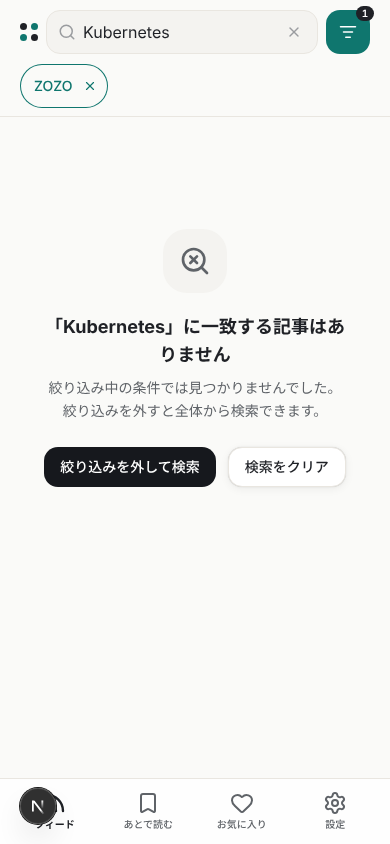 Kubernetes
1
ZOZO
「Kubernetes」に一致する記事はあ
りません
絞り込み中の条件では見つかりませんでした。
絞り込みを外すと全体から検索できます。
絞り込みを外して検索
検索をクリア
N
フィード
あとで読む
お気に入り
設定